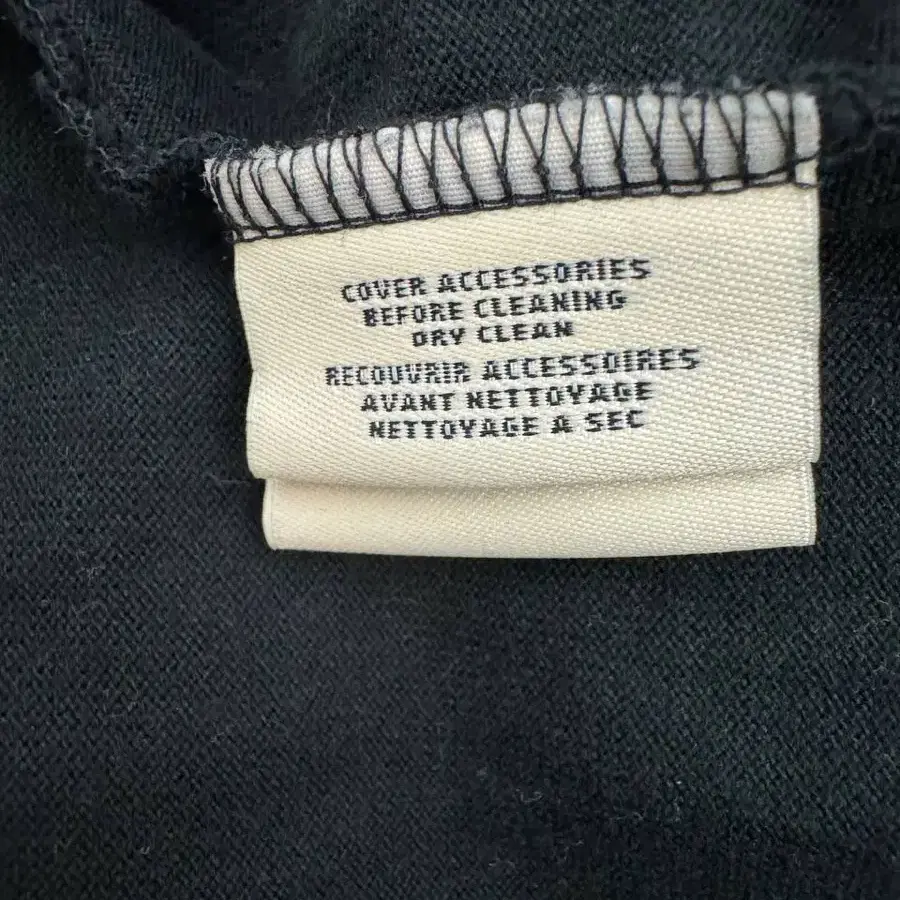 COVER ACCESSORIES
BEFORE CLEANING
DRY CLEAN
RECOUVRIR ACCESSOIRES
AVANT NETTOYAGE
NETTOYAGE A SEC